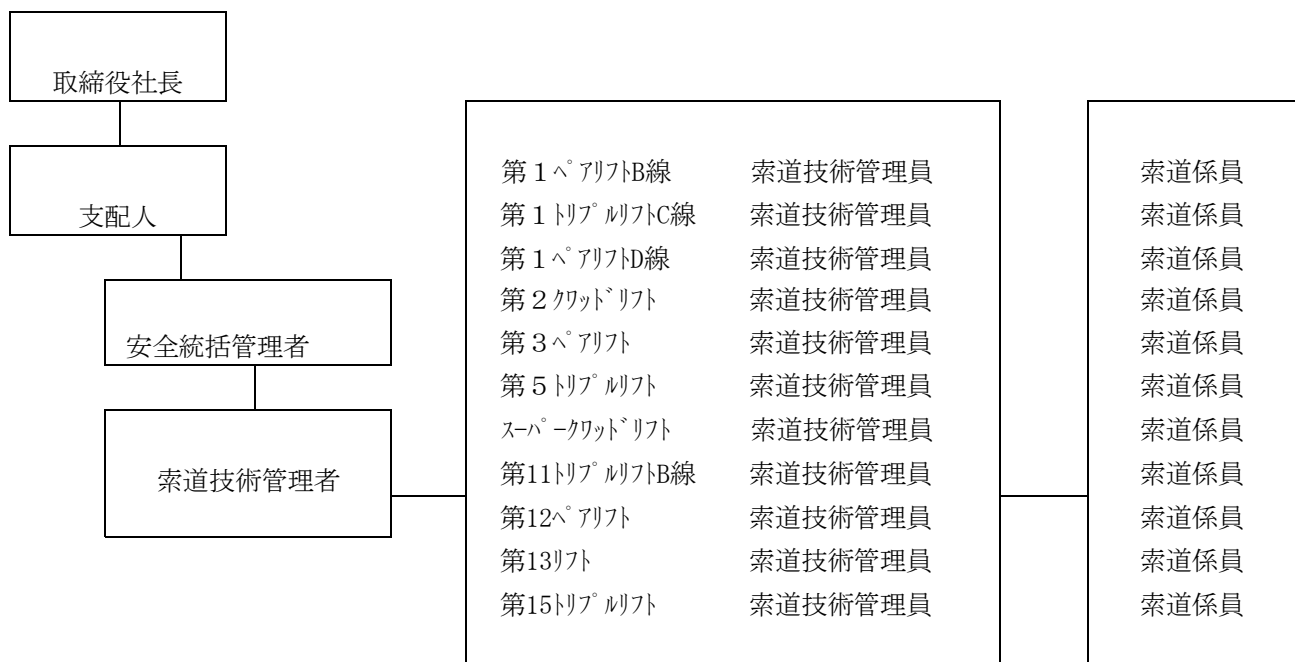 取締役社長
支配人
安全統括管理者
索道技術管理者
第１ﾍﾟｱﾘﾌﾄB線 索道技術管理員 索道係員
第１ﾄﾘﾌﾟﾙﾘﾌﾄC線 索道技術管理員 索道係員
第１ﾍﾟｱﾘﾌﾄD線 索道技術管理員 索道係員
第２ｸﾜｯﾄﾞﾘﾌﾄ 索道技術管理員 索道係員
第３ﾍﾟｱﾘﾌﾄ 索道技術管理員 索道係員
第５ﾄﾘﾌﾟﾙﾘﾌﾄ 索道技術管理員 索道係員
ｽｰﾊﾟｰｸﾜｯﾄﾞﾘﾌﾄ 索道技術管理員 索道係員
第11ﾄﾘﾌﾟﾙﾘﾌﾄB線 索道技術管理員 索道係員
第12ﾍﾟｱﾘﾌﾄ 索道技術管理員 索道係員
第13ﾘﾌﾄ 索道技術管理員 索道係員
第15ﾄﾘﾌﾟﾙﾘﾌﾄ 索道技術管理員 索道係員